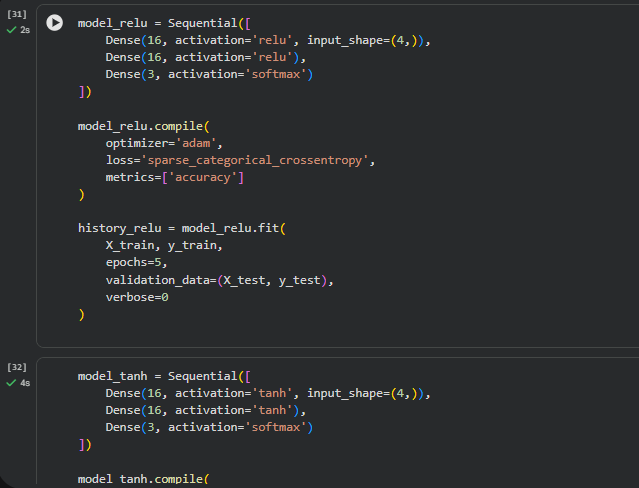 [31]
2s
model_relu = Sequential([
    Dense(16, activation='relu', input_shape=(4,)),
    Dense(16, activation='relu'),
    Dense(3, activation='softmax')
])

model_relu.compile(
    optimizer='adam',
    loss='sparse_categorical_crossentropy',
    metrics=['accuracy']
)

history_relu = model_relu.fit(
    X_train, y_train,
    epochs=5,
    validation_data=(X_test, y_test),
    verbose=0
)
[32]
4s
model_tanh = Sequential([
    Dense(16, activation='tanh', input_shape=(4,)),
    Dense(16, activation='tanh'),
    Dense(3, activation='softmax')
])

model_tanh.compile(